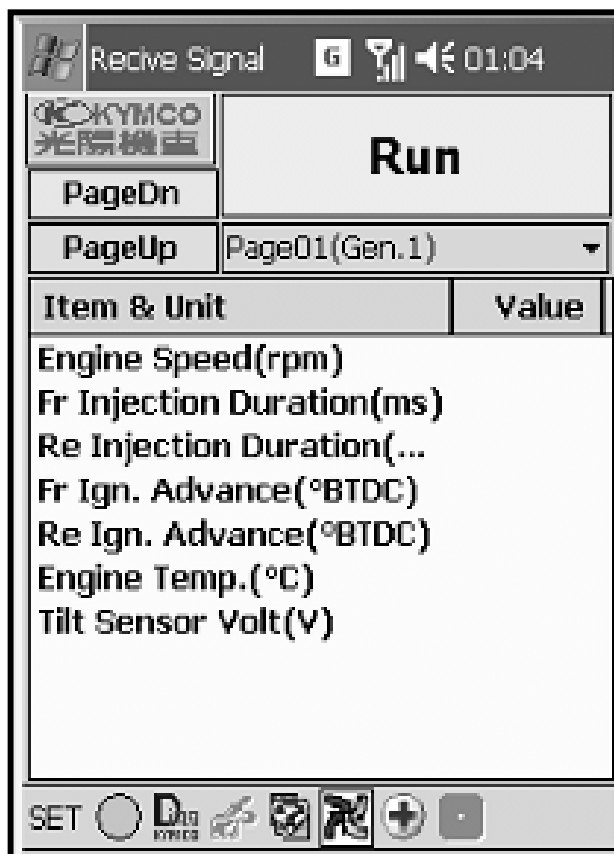 Recive Signal G 01:04
KYMCO
光陽機車
Run
PageDn
PageUp Page01(Gen.1)
Item & Unit Value
Engine Speed(rpm)
Fr Injection Duration(ms)
Re Injection Duration(...
Fr Ign. Advance(°BTDC)
Re Ign. Advance(°BTDC)
Engine Temp.(°C)
Tilt Sensor Volt(V)
SET